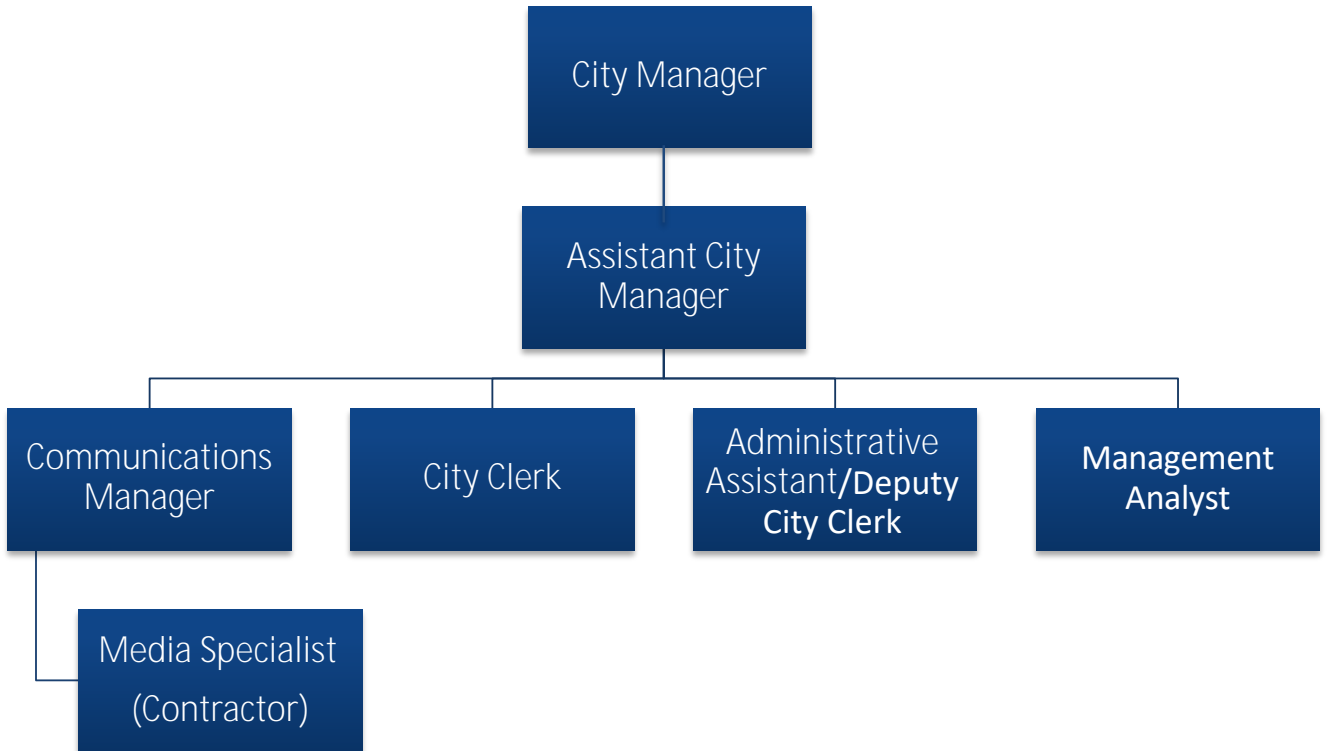 City Manager
Assistant City
Manager
Communications
Manager
City Clerk
Administrative
Assistant/Deputy
City Clerk
Management
Analyst
Media Specialist
(Contractor)